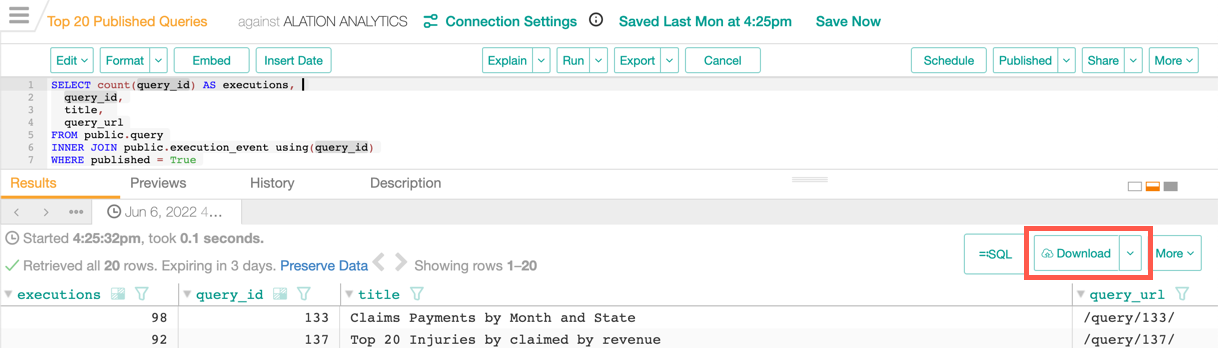 Top 20 Published Queries against ALATION ANALYTICS Connection Settings Saved Last Mon at 4:25pm Save Now
Edit Format Embed Insert Date Explain Run Export Cancel Schedule Published Share More
1 SELECT count(query_id) AS executions,
2 query_id,
3 title,
4 query_url
5 FROM public.query
6 INNER JOIN public.execution_event using(query_id)
7 WHERE published = True
Results Previews History Description
< > ••• Jun 6, 2022 4...
Started 4:25:32pm, took 0.1 seconds.
SQL Download More
Retrieved all 20 rows. Expiring in 3 days. Preserve Data Showing rows 1–20
executions query_id title query_url
98 133 Claims Payments by Month and State /query/133/
92 137 Top 20 Injuries by claimed by revenue /query/137/